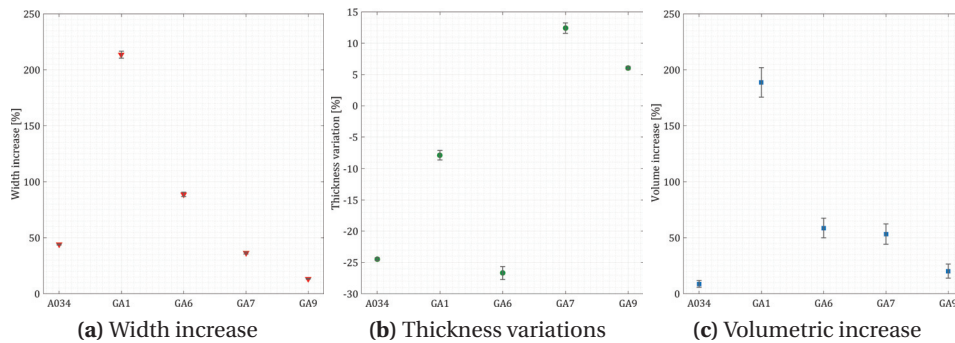 Width increase [%]
250
200
150
100
50
0
A034 GA1 GA6 GA7 GA9
(a) Width increase
Thickness variation [%]
15
10
5
0
-5
-10
-15
-20
-25
-30
A034 GA1 GA6 GA7 GA9
(b) Thickness variations
Volume increase [%]
250
200
150
100
50
0
A034 GA1 GA6 GA7 GA9
(c) Volumetric increase